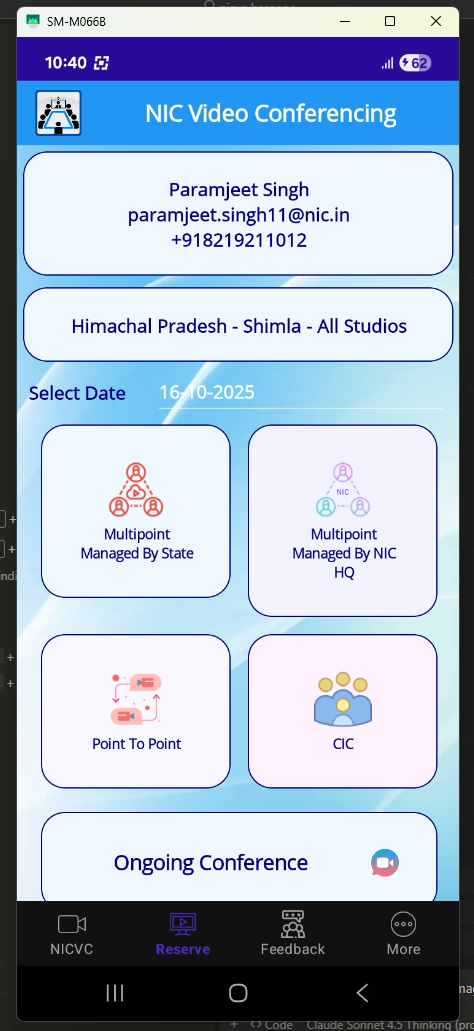 SM-M066B
10:40
62
NIC Video Conferencing
Paramjeet Singh
paramjeet.singh11@nic.in
+918219211012
Himachal Pradesh - Shimla - All Studios
Select Date
16-10-2025
Multipoint
Managed By State
NIC
Multipoint
Managed By NIC
HQ
Point To Point
CIC
Ongoing Conference
NICVC
Reserve
Feedback
More
Code
Claude Sonnet 4.5 Thinking